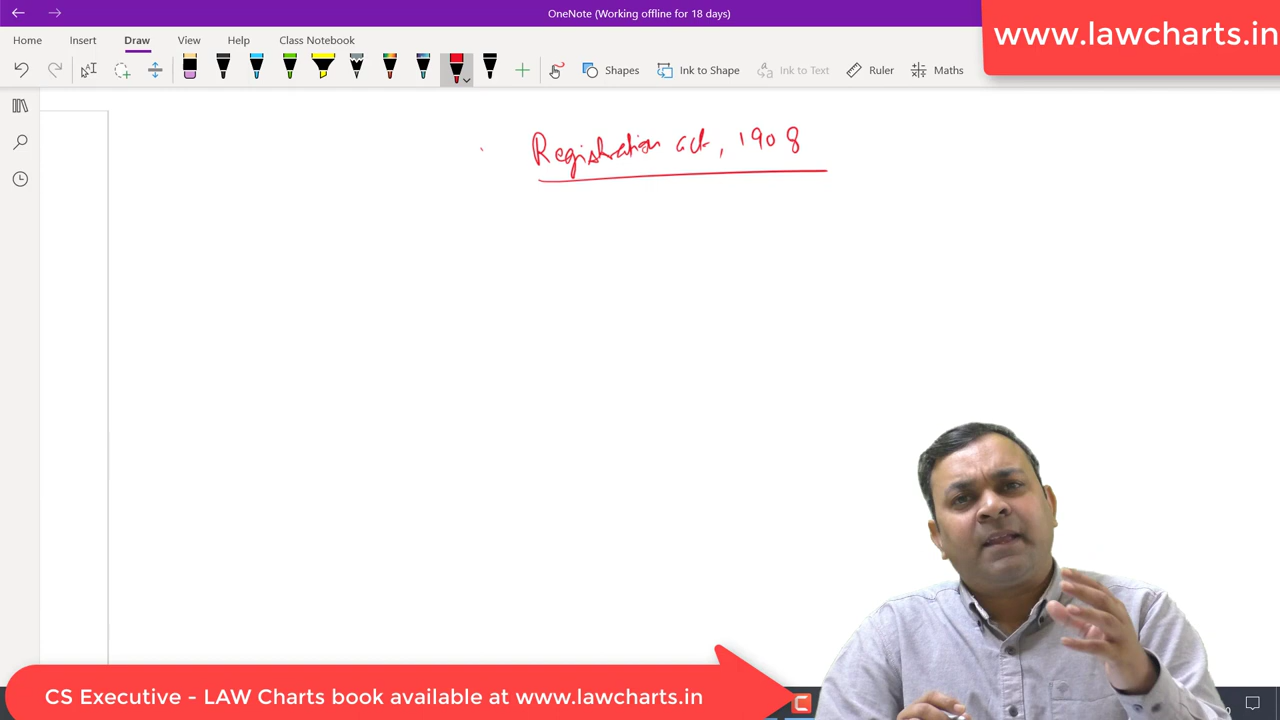 OneNote (Working offline for 18 days)
www.lawcharts.in
Home Insert Draw View Help Class Notebook
Shapes Ink to Shape Ink to Text Ruler Maths
Registration act, 1908
CS Executive - LAW Charts book available at www.lawcharts.in